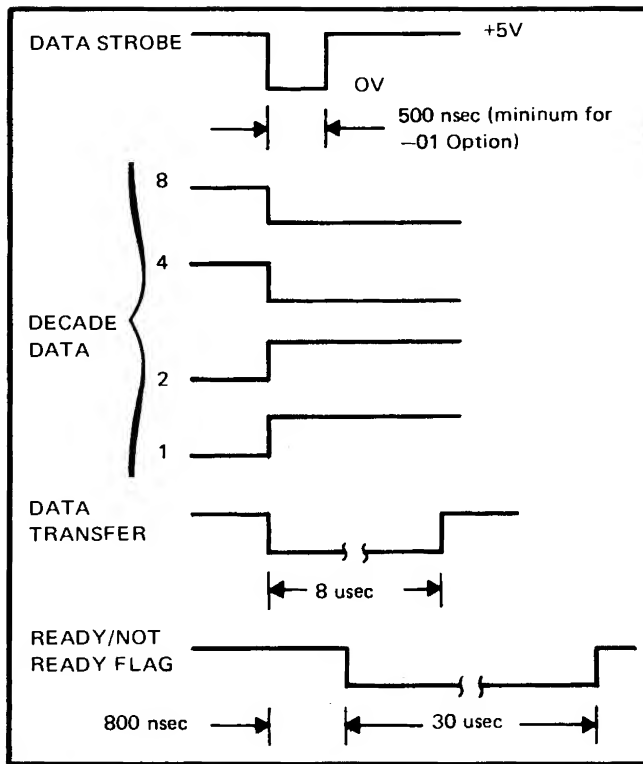 DATA STROBE
+5V
OV
500 nsec (mininum for
−01 Option)
8
4
DECADE
DATA
2
1
DATA
TRANSFER
8 usec
READY/NOT
READY FLAG
800 nsec
30 usec